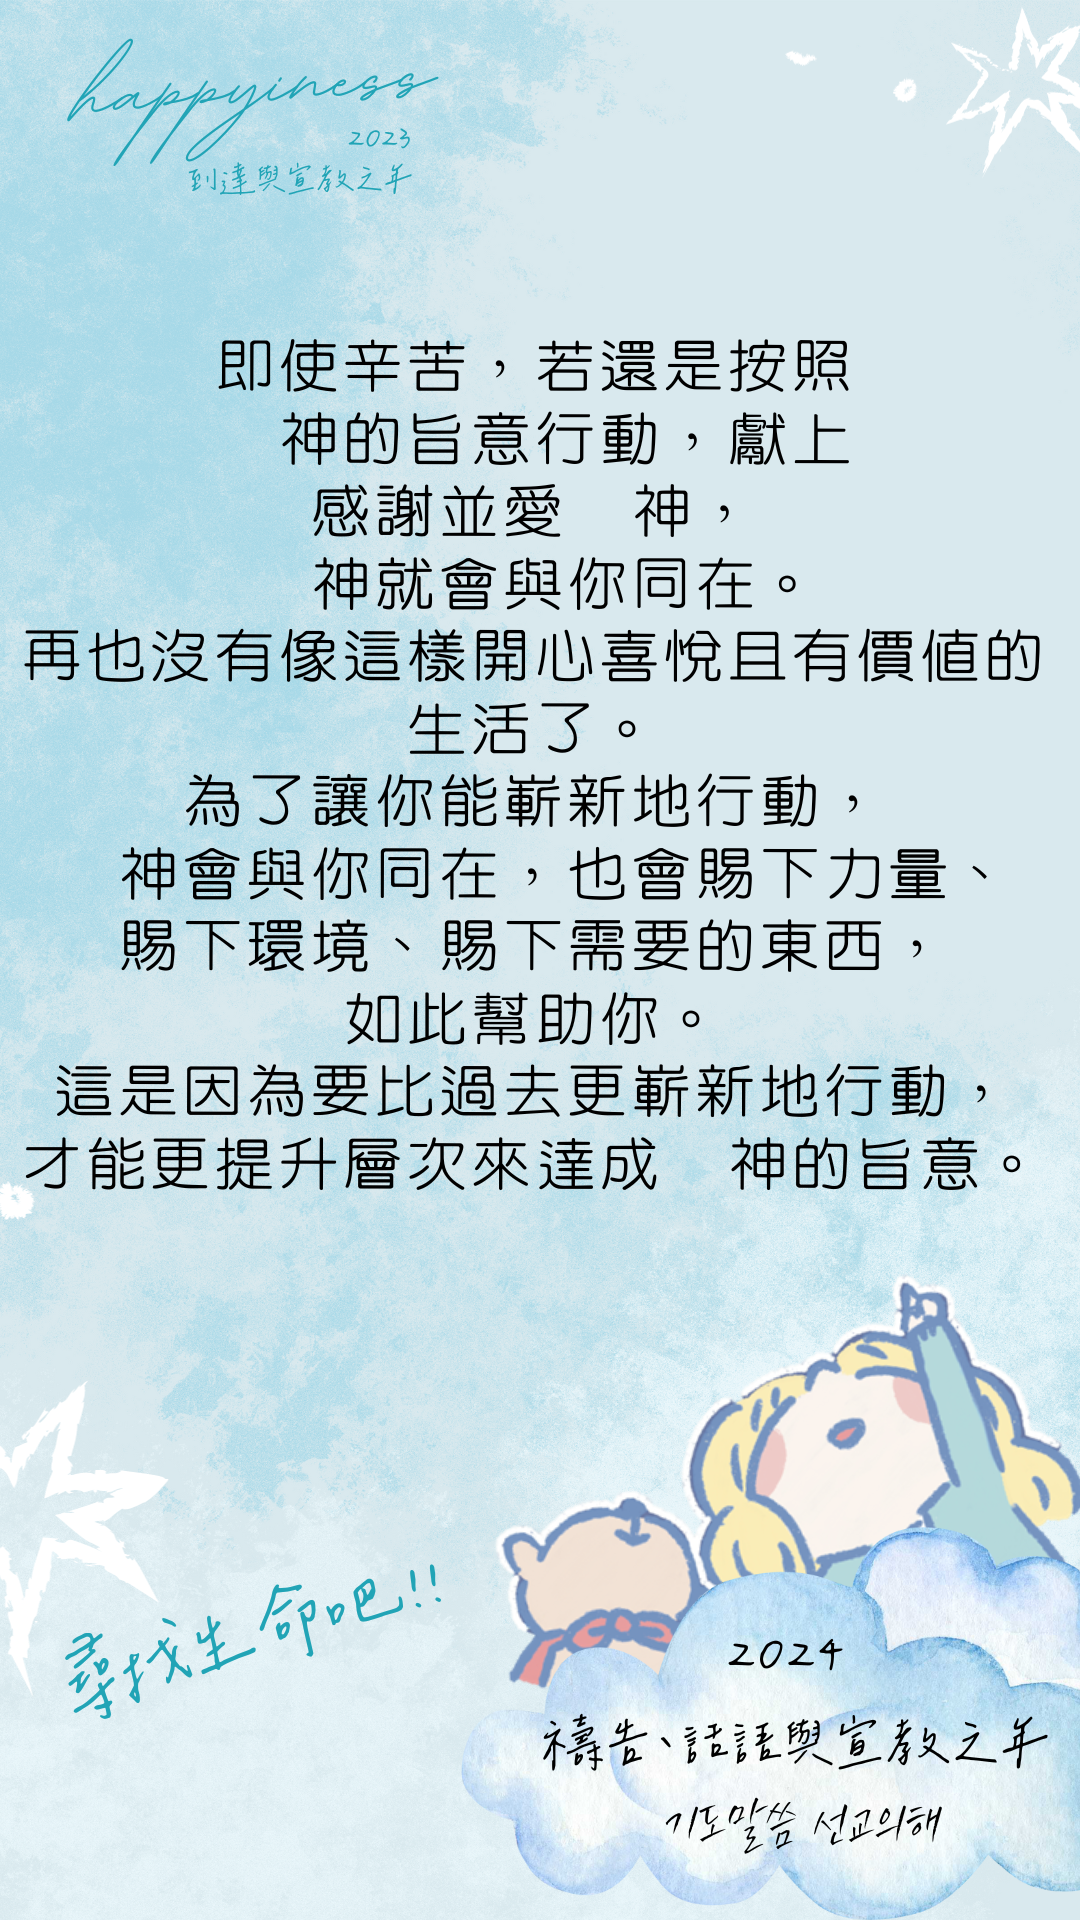 happyiness
2023
到達與宣教之年
即使辛苦，若還是按照
神的旨意行動，獻上
感謝並愛　神，
神就會與你同在。
再也沒有像這樣開心喜悅且有價值的
生活了。
為了讓你能嶄新地行動，
神會與你同在，也會賜下力量、
賜下環境、賜下需要的東西，
如此幫助你。
這是因為要比過去更嶄新地行動，
才能更提升層次來達成　神的旨意。
尋找生命吧!!
2024
禱告、話語與宣教之年
기도말씀 선교의해